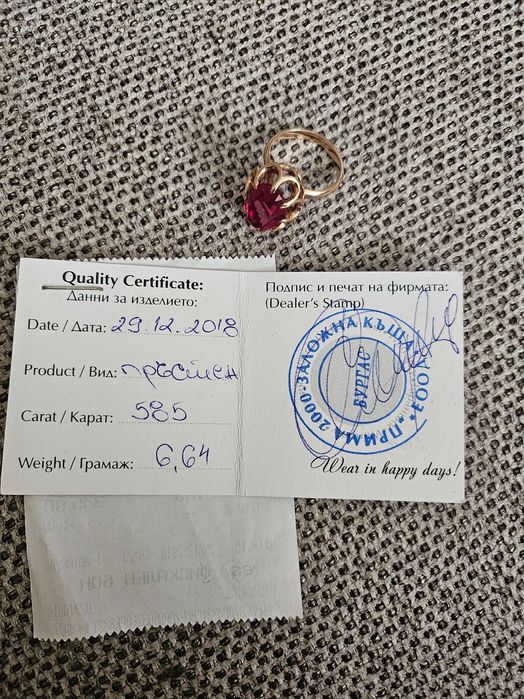 Quality Certificate:
Данни за изделието:
Date / Дата: 29.12.2018
Product / Вид: пръстен
Carat / Карат: 585
Weight / Грамаж: 6,64
Подпис и печат на фирмата:
(Dealer's Stamp)
"ПРИМА 2000-ЗАЛОЖНА КЪЩА" ЕООД
БУРГАС
Wear in happy days!
ФИСКАЛЕН БОН